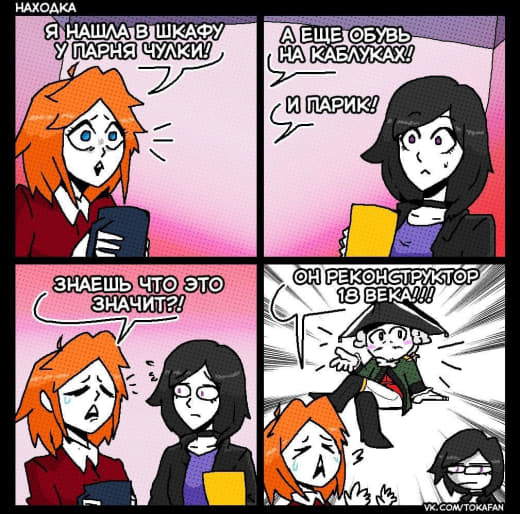 НАХОДКА
Я НАШЛА В ШКАФУ
У ПАРНЯ ЧУЛКИ!
А ЕЩЕ ОБУВЬ
НА КАБЛУКАХ!
И ПАРИК!
ЗНАЕШЬ ЧТО ЭТО
ЗНАЧИТ?!
ОН РЕКОНСТРУКТОР
18 ВЕКА!!!
VK.COM/TOKAFAN